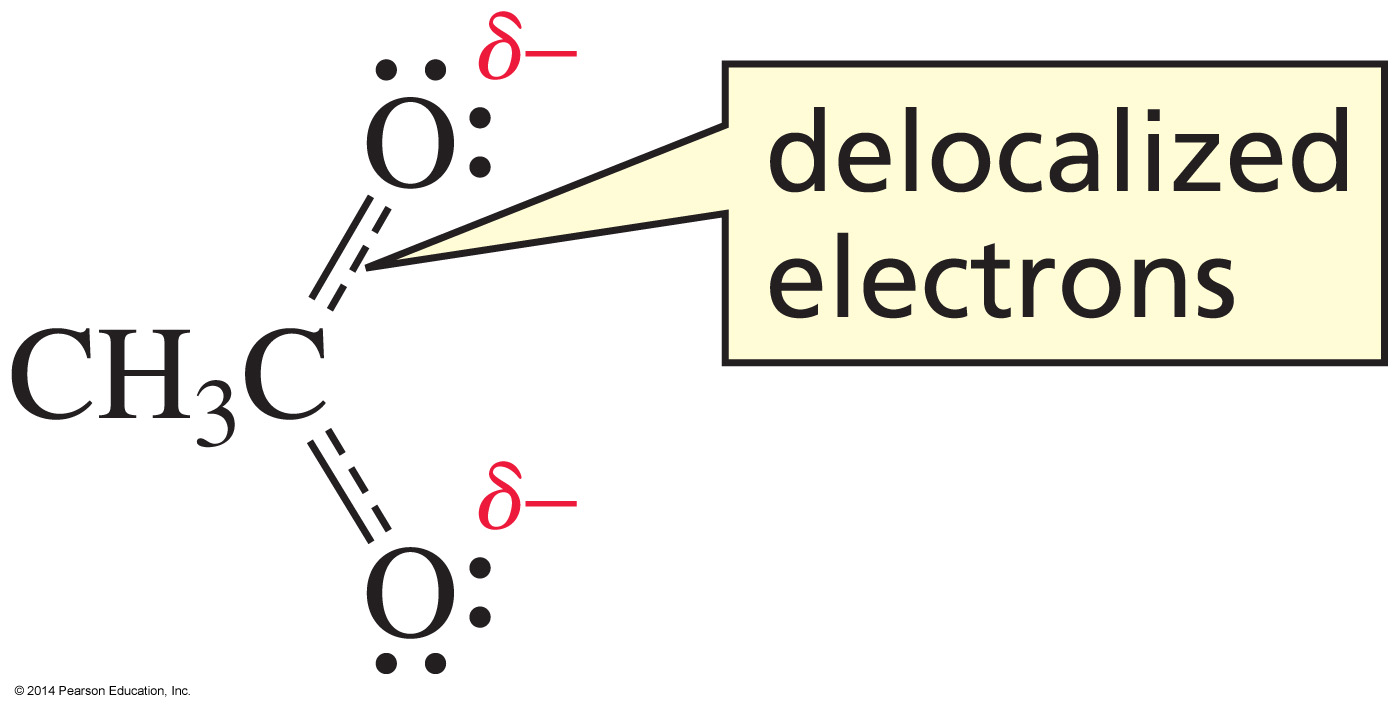 δ−
O
delocalized
electrons
CH₃C
δ−
O
© 2014 Pearson Education, Inc.